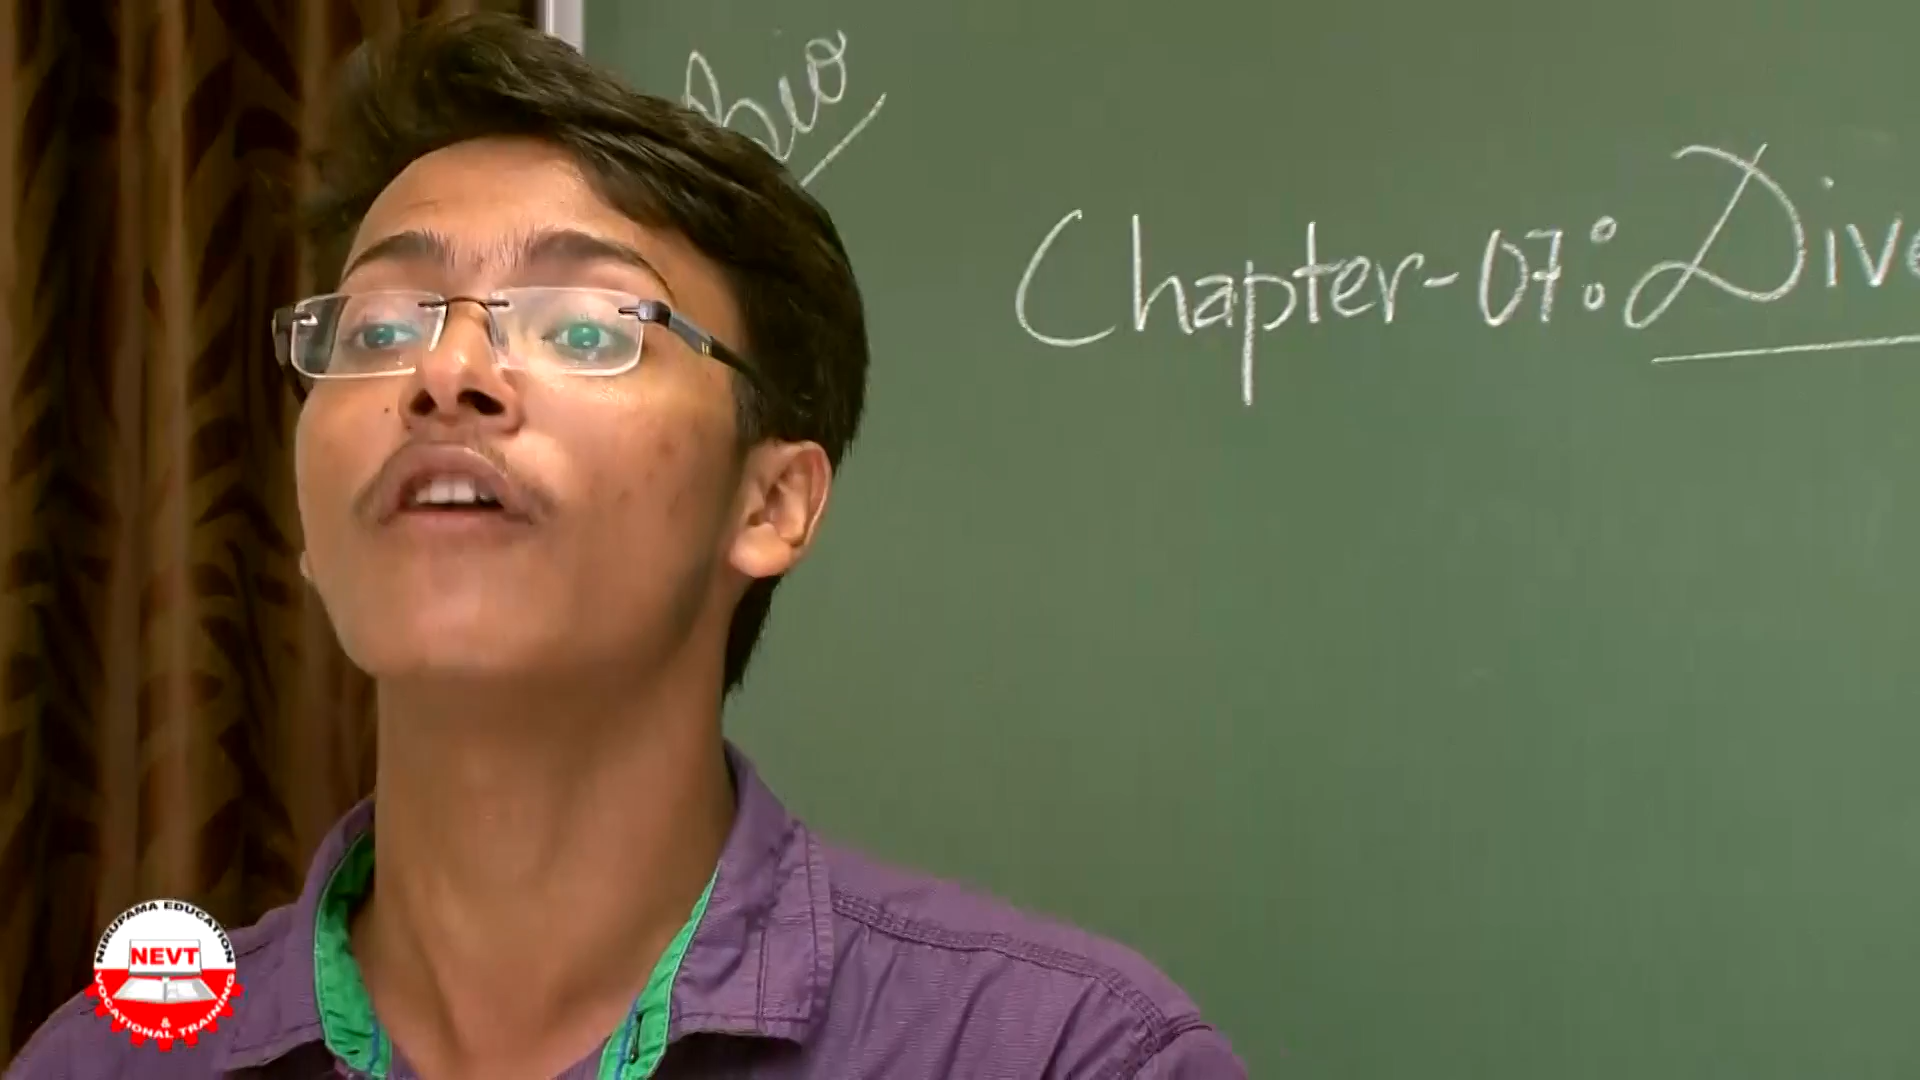 Bio
Chapter-07: Dive
NIRUPAMA EDUCATION
NEVT
&
VOCATIONAL TRAINING